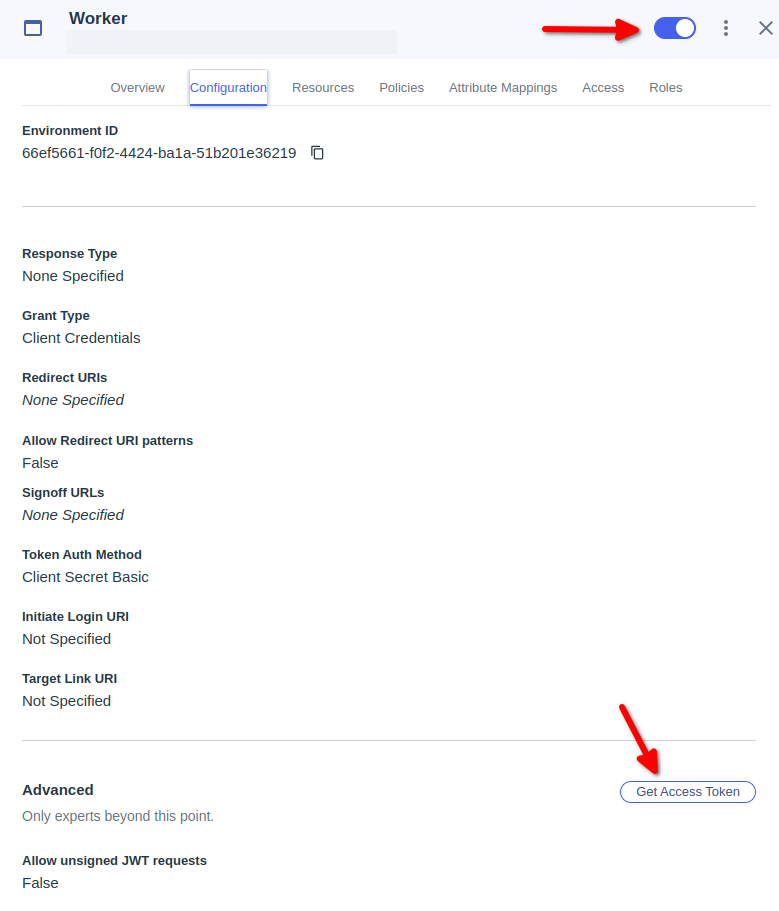 Worker
Overview Configuration Resources Policies Attribute Mappings Access Roles
Environment ID
66ef5661-f0f2-4424-ba1a-51b201e36219
Response Type
None Specified
Grant Type
Client Credentials
Redirect URIs
None Specified
Allow Redirect URI patterns
False
Signoff URLs
None Specified
Token Auth Method
Client Secret Basic
Initiate Login URI
Not Specified
Target Link URI
Not Specified
Advanced
Get Access Token
Only experts beyond this point.
Allow unsigned JWT requests
False